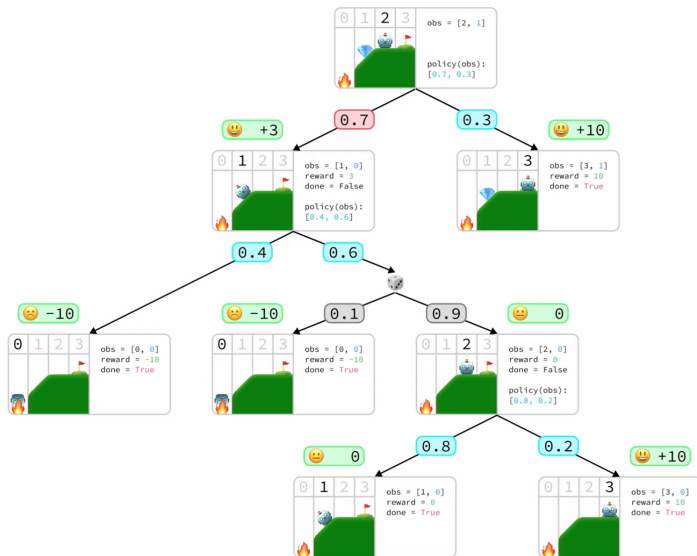 0 1 2 3
obs = [2, 1]
policy(obs):
[0.7, 0.3]
0.7
0.3
+3
+10
0 1 2 3
obs = [1, 0]
reward = 3
done = False
policy(obs):
[0.4, 0.6]
0 1 2 3
obs = [3, 1]
reward = 10
done = True
0.4
0.6
-10
-10
0.1
0.9
0
0 1 2 3
obs = [0, 0]
reward = -10
done = True
0 1 2 3
obs = [0, 0]
reward = -10
done = True
0 1 2 3
obs = [2, 0]
reward = 0
done = False
policy(obs):
[0.8, 0.2]
0.8
0.2
0
+10
0 1 2 3
obs = [1, 0]
reward = 0
done = True
0 1 2 3
obs = [3, 0]
reward = 10
done = True